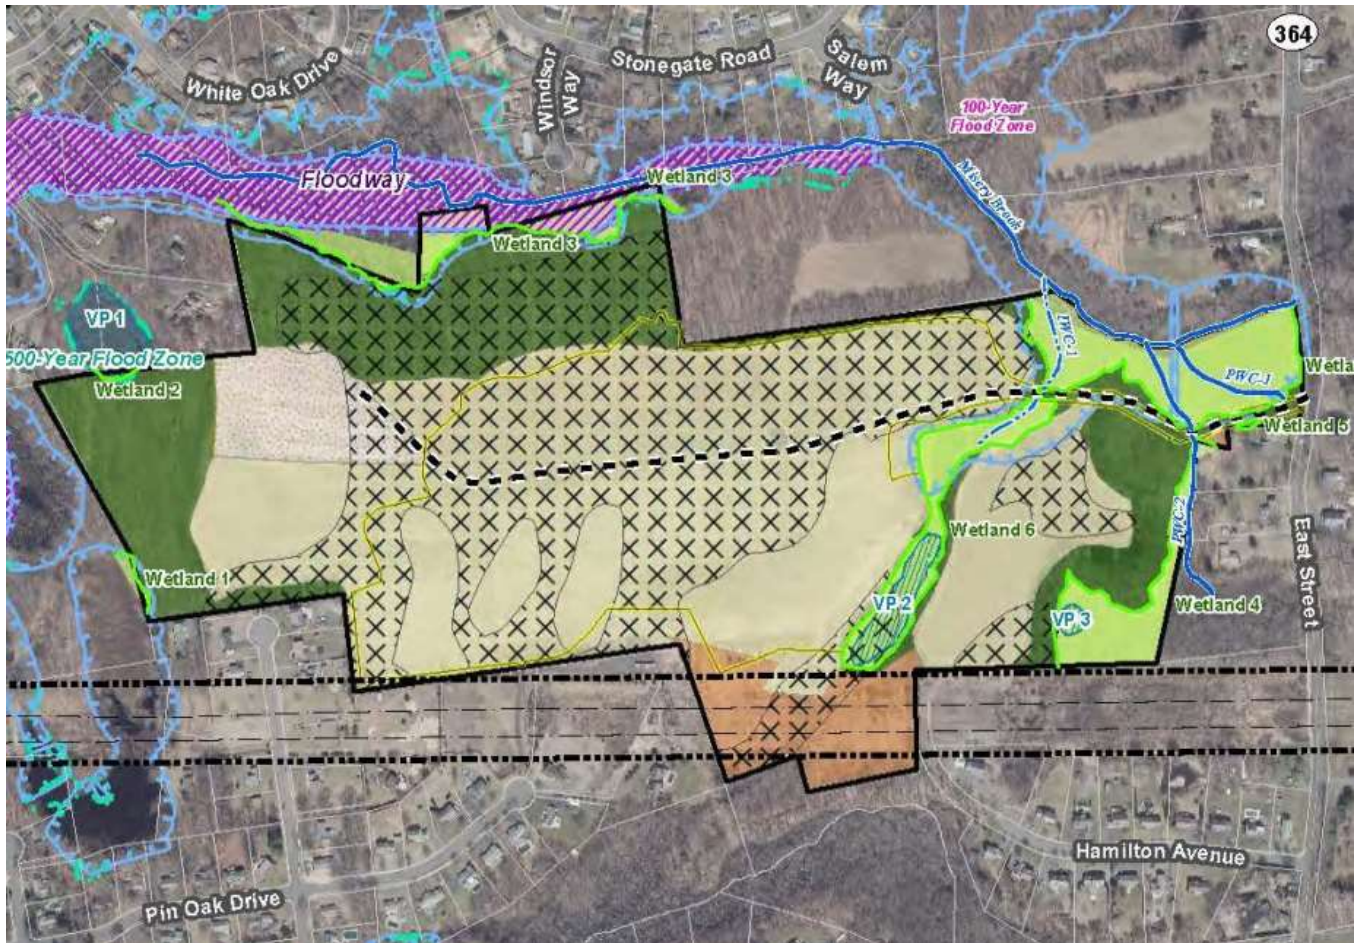 364
White Oak Drive
Windsor
Way
Stonegate Road
Salem
Way
100-Year
Flood Zone
Misery Brook
Floodway
Wetland 3
Wetland 3
VP 1
500-Year Flood Zone
Wetland 2
IWC-1
PWC-1
Wetla
Wetland 5
Wetland 6
PWC-2
East Street
Wetland 1
VP 2
VP 3
Wetland 4
Hamilton Avenue
Pin Oak Drive